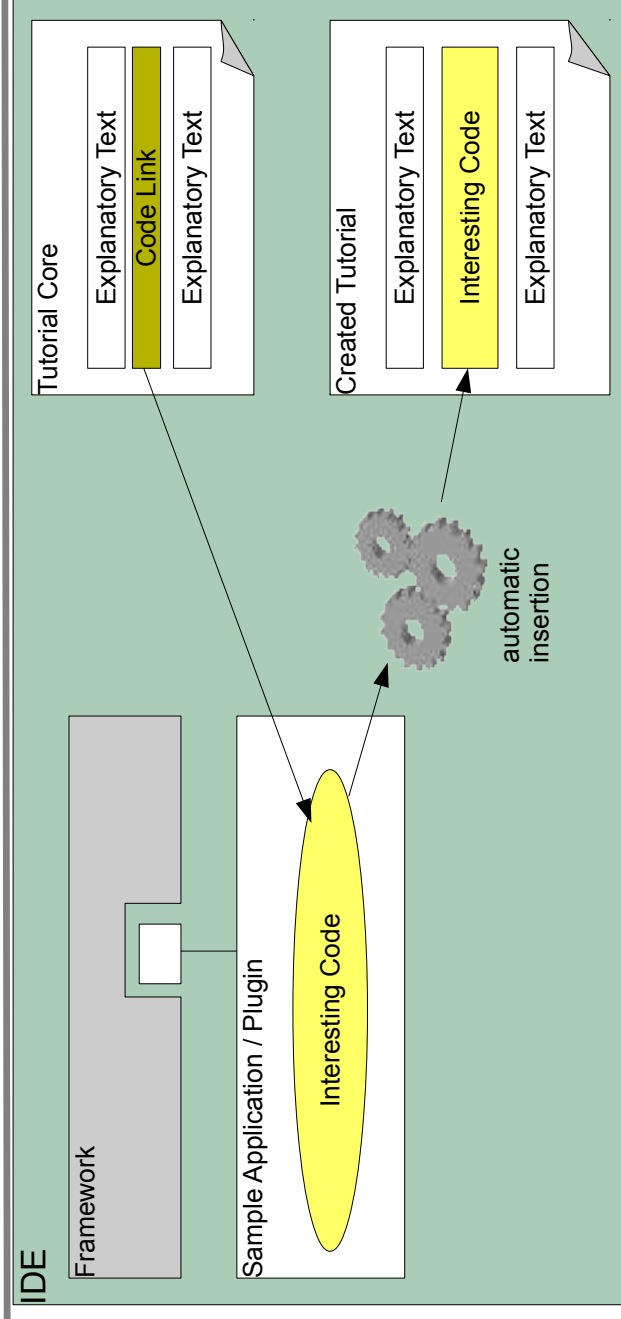 IDE
Framework
Sample Application / Plugin
Interesting Code
automatic
insertion
Tutorial Core
Explanatory Text
Code Link
Explanatory Text
Created Tutorial
Explanatory Text
Interesting Code
Explanatory Text